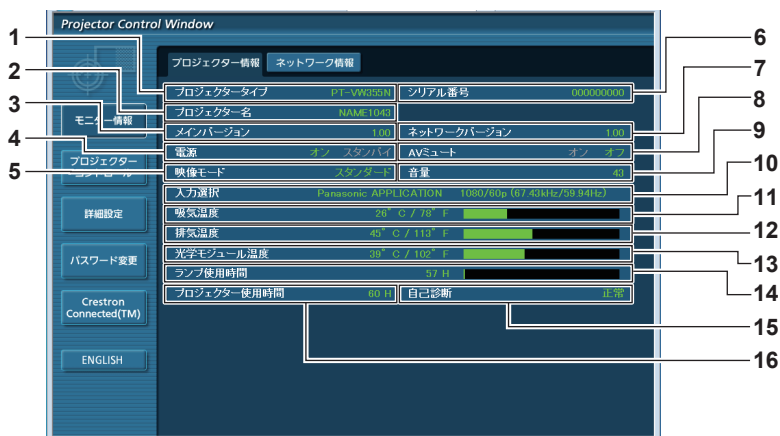 Projector Control Window
プロジェクター情報 ネットワーク情報
モニター情報
プロジェクター
コントロール
詳細設定
パスワード変更
Crestron
Connected(TM)
ENGLISH
プロジェクタータイプ PT-VW355N シリアル番号 000000000
プロジェクター名 NAME1043
メインバージョン 1.00 ネットワークバージョン 1.00
電源 オン スタンバイ AVミュート オン オフ
映像モード スタンダード 音量 43
入力選択 Panasonic APPLICATION 1080/60p (67.43kHz/59.94Hz)
吸気温度 26° C / 78° F
排気温度 45° C / 113° F
光学モジュール温度 39° C / 102° F
ランプ使用時間 57 H
プロジェクター使用時間 60 H 自己診断 正常
1
2
3
4
5
6
7
8
9
10
11
12
13
14
15
16